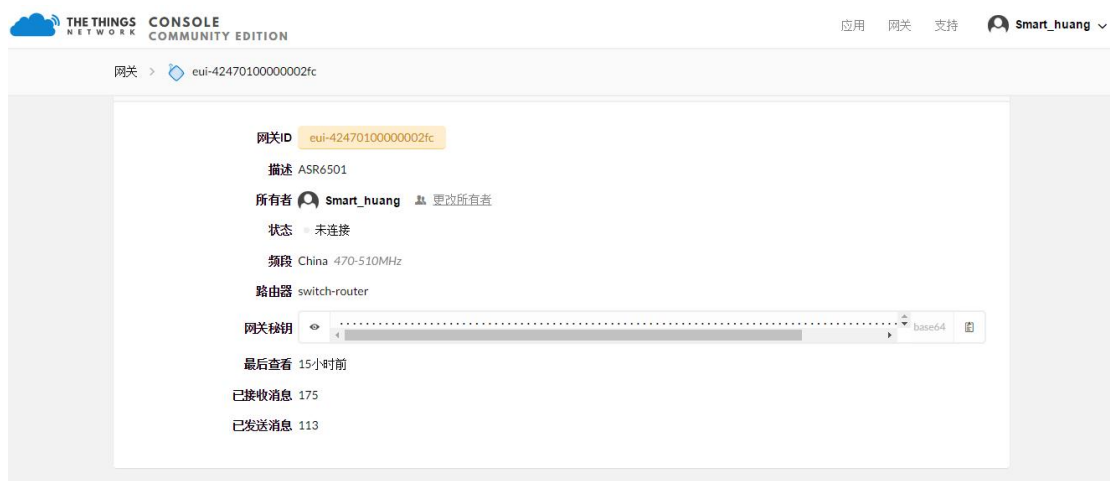 THE THINGS NETWORK CONSOLE COMMUNITY EDITION
应用 网关 支持 Smart_huang
网关 > eui-42470100000002fc
网关ID eui-42470100000002fc
描述 ASR6501
所有者 Smart_huang 更改所有者
状态 未连接
频段 China 470-510MHz
路由器 switch-router
网关秘钥 base64
最后查看 15小时前
已接收消息 175
已发送消息 113